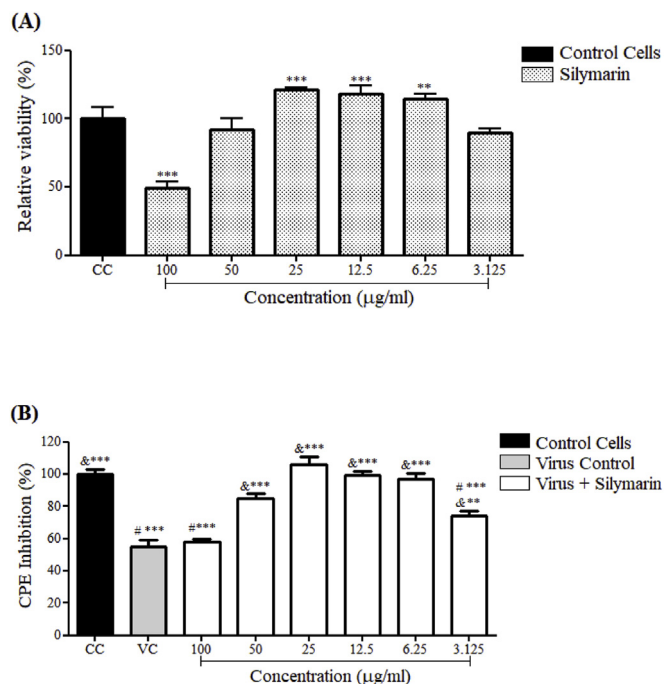 (A)
150
100
50
0
Relative viability (%)
***
***
***
**
CC
100
50
25
12.5
6.25
3.125
Concentration (µg/ml)
Control Cells
Silymarin
(B)
120
100
80
60
40
20
0
CPE Inhibition (%)
&***
# ***
#***
&***
&***
&***
&***
# ***
&**
CC
VC
100
50
25
12.5
6.25
3.125
Concentration (µg/ml)
Control Cells
Virus Control
Virus + Silymarin